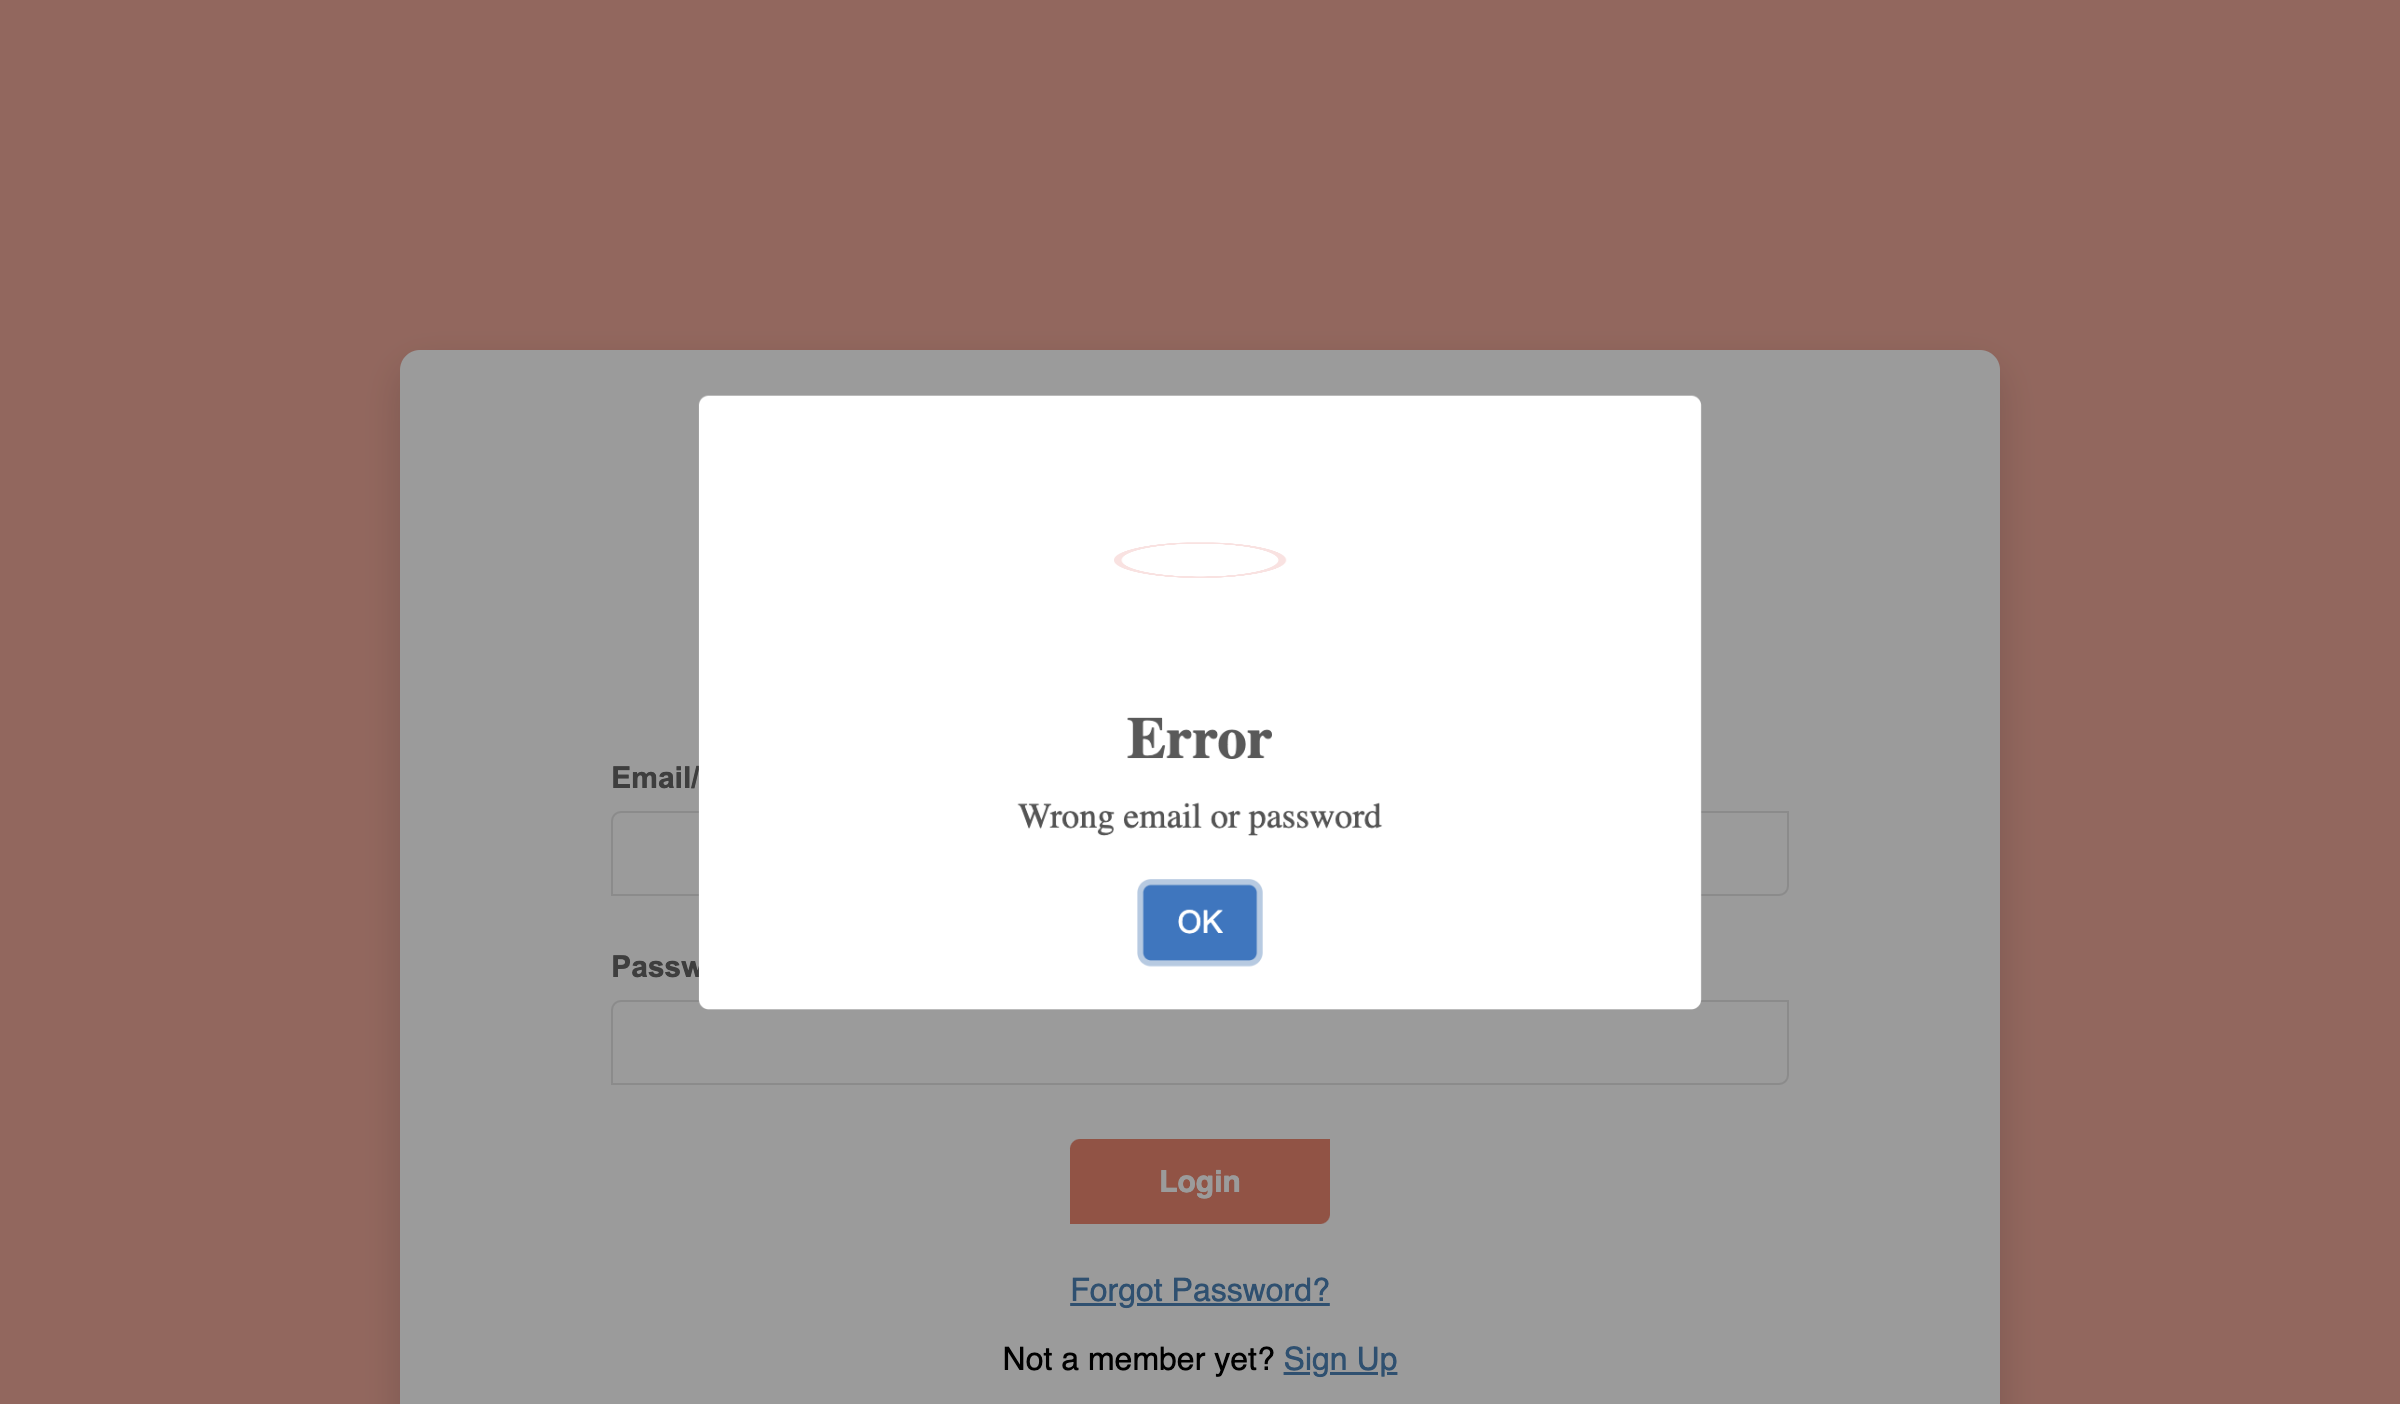 Error
Wrong email or password
OK
Email/
Passw
Login
Forgot Password?
Not a member yet? Sign Up